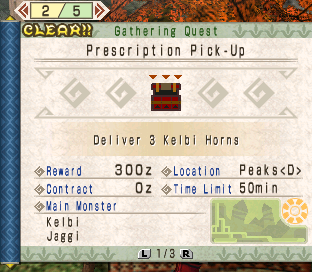 2 / 5
CLEAR!!
Gathering Quest
Prescription Pick-Up
Deliver 3 Kelbi Horns
Reward 300z Location Peaks<D>
Contract 0z Time Limit 50min
Main Monster
Kelbi
Jaggi
L 1/3 R